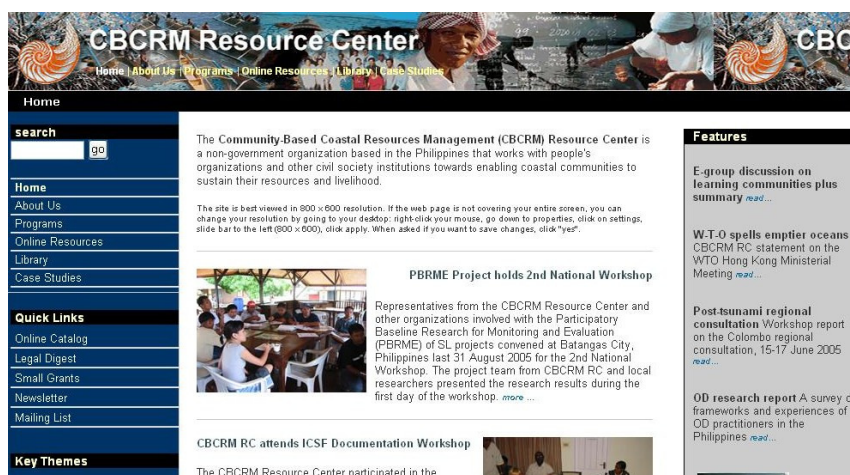 CBCRM Resource Center
CBC
Home | About Us | Programs | Online Resources | Library | Case Studies
Home
search
go
Home
About Us
Programs
Online Resources
Library
Case Studies
Quick Links
Online Catalog
Legal Digest
Small Grants
Newsletter
Mailing List
Key Themes
The Community-Based Coastal Resources Management (CBCRM) Resource Center is
a non-government organization based in the Philippines that works with people's
organizations and other civil society institutions towards enabling coastal communities to
sustain their resources and livelihood.
The site is best viewed in 800 x 600 resolution. If the web page is not covering your entire screen, you can
change your resolution by going to your desktop: right-click your mouse, go down to properties, click on settings,
slide bar to the left (800 x 600), click apply. When asked if you want to save changes, click "yes".
PBRME Project holds 2nd National Workshop
Representatives from the CBCRM Resource Center and
other organizations involved with the Participatory
Baseline Research for Monitoring and Evaluation
(PBRME) of SL projects convened at Batangas City,
Philippines last 31 August 2005 for the 2nd National
Workshop. The project team from CBCRM RC and local
researchers presented the research results during the
first day of the workshop. more ...
CBCRM RC attends ICSF Documentation Workshop
The CBCRM Resource Center participated in the
Features
E-group discussion on
learning communities plus
summary read...
W-T-O spells emptier oceans
CBCRM RC statement on the
WTO Hong Kong Ministerial
Meeting read ...
Post-tsunami regional
consultation Workshop report
on the Colombo regional
consultation, 15-17 June 2005
read...
OD research report A survey
frameworks and experiences of
OD practitioners in the
Philippines read...